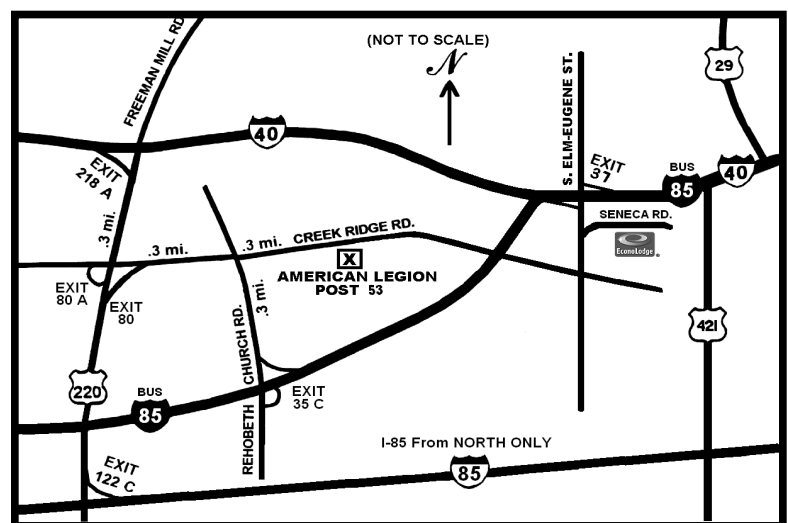 FREEMAN MILL RD
(NOT TO SCALE)
N
S. ELM-EUGENE ST.
29
40
EXIT
218 A
EXIT
37
BUS
85
40
.3 mi.
.3 mi.
.3 mi.
CREEK RIDGE RD.
SENECA RD.
EconoLodge
X
AMERICAN LEGION
POST 53
EXIT
80 A
EXIT
80
.3 mi.
REHOBETH CHURCH RD.
421
220
BUS
85
EXIT
35 C
I-85 From NORTH ONLY
85
EXIT
122 C